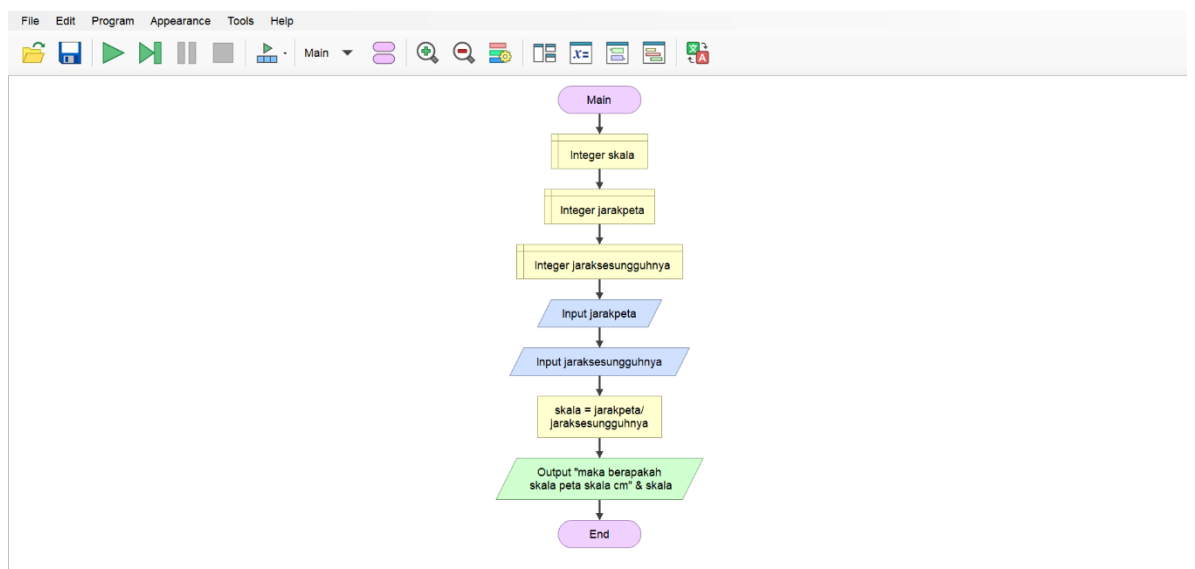 File Edit Program Appearance Tools Help
Main
x=
A
Main
Integer skala
Integer jarakpeta
Integer jaraksesungguhnya
Input jarakpeta
Input jaraksesungguhnya
skala = jarakpeta/
jaraksesungguhnya
Output "maka berapakah
skala peta skala cm" & skala
End